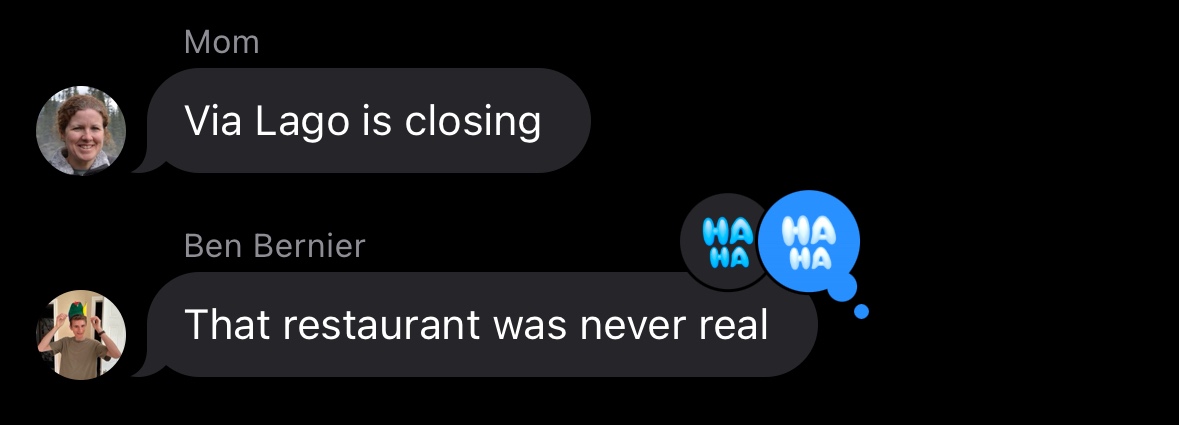 Mom
Via Lago is closing
HA HA
HA HA
Ben Bernier
That restaurant was never real